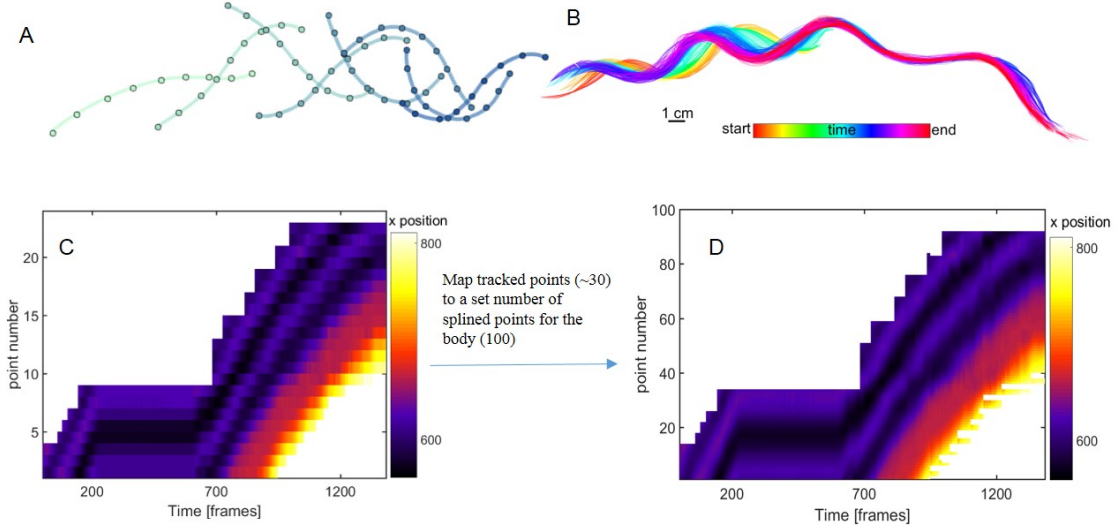 A
B
1 cm
start
time
end
C
x position
800
600
20
15
10
5
point number
200
700
1200
Time [frames]
Map tracked points (~30)
to a set number of
splined points for the
body (100)
D
x position
800
600
100
80
60
40
20
point number
200
700
1200
Time [frames]